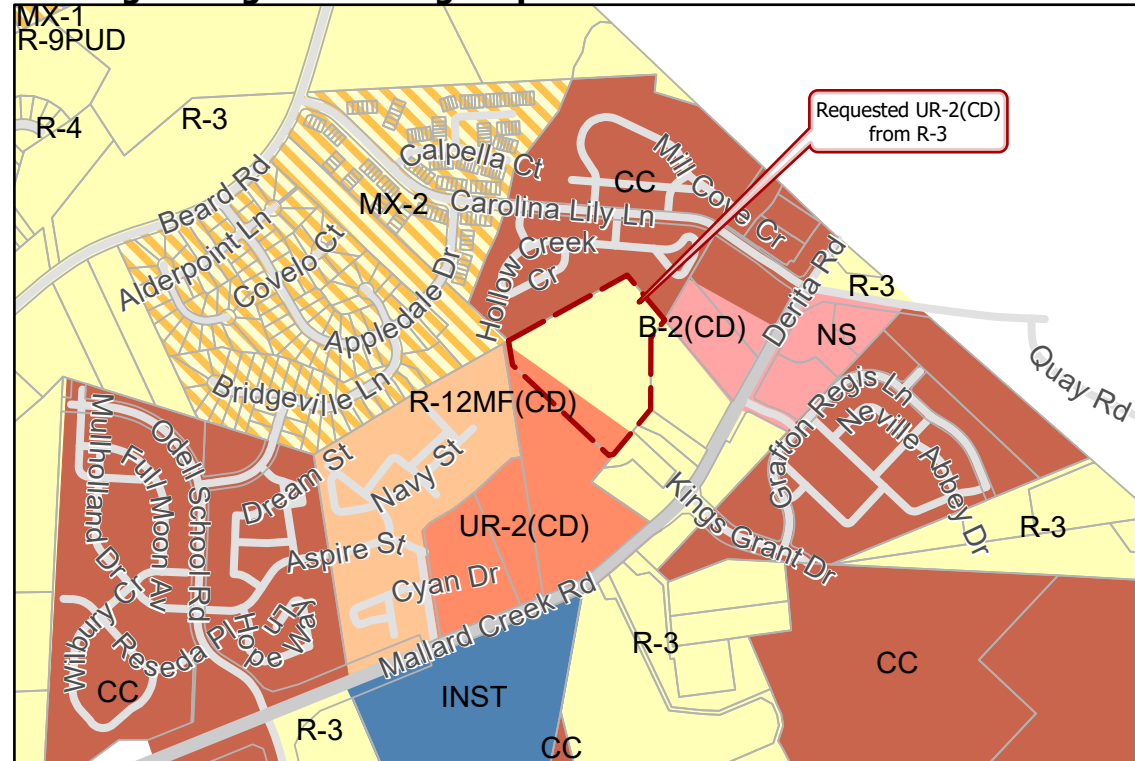 MX-1
R-9PUD
R-4
R-3
Beard Rd
Alderpoint Ln
Covelo Ct
MX-2
Calpella Ct
Appledale Dr
Bridgeville Ln
Carolina Lily Ln
CC
Mill Cove Cr
Hollow Creek
Cr
Requested UR-2(CD)
from R-3
Derita Rd
R-3
B-2(CD)
NS
Quay Rd
Grafton Regis Ln
Neville Abbey Dr
R-3
Kings Grant Dr
R-12MF(CD)
Navy St
UR-2(CD)
Cyan Dr
Aspire St
Dream St
Mullholland Dr
Full Moon Av
Odell School Rd
Wilbury Cr
Reseda Pl
Hope Way
CC
Mallard Creek Rd
R-3
INST
CC
R-3
CC